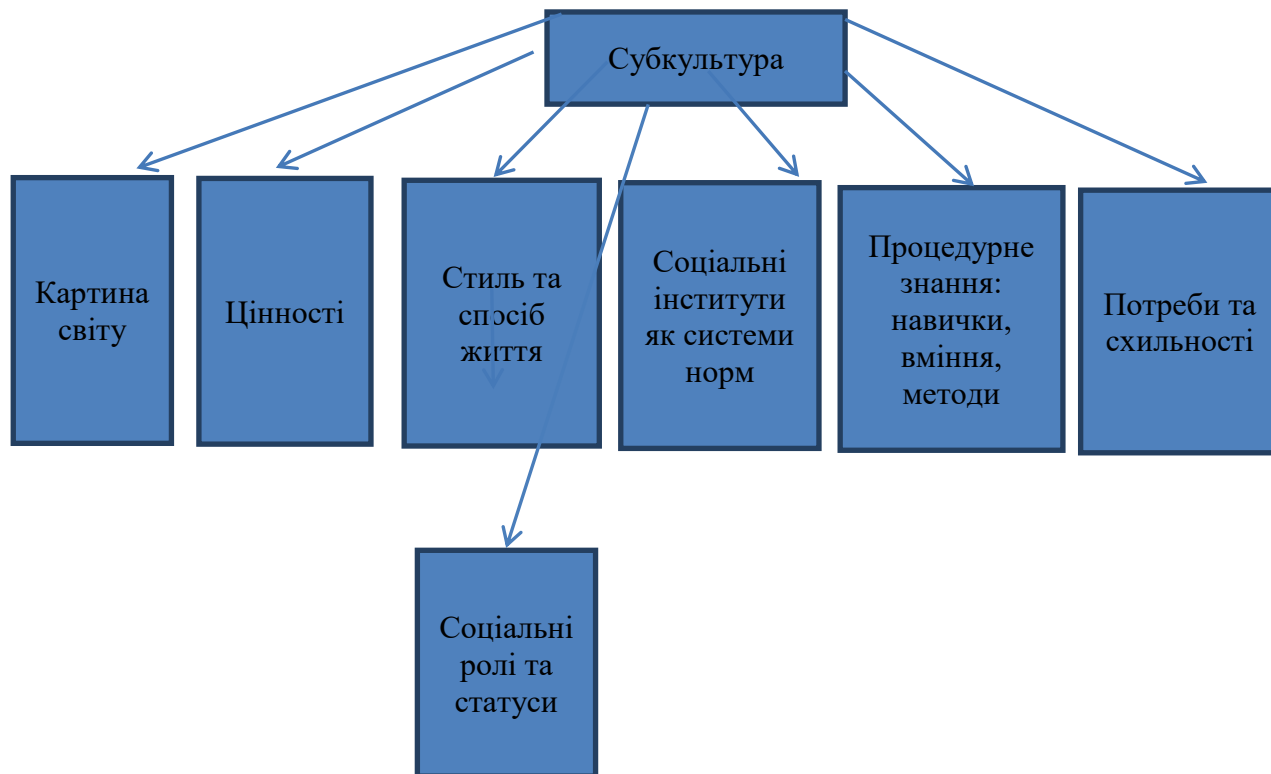 Субкультура
Картина
світу
Цінності
Стиль та
спосіб
життя
Соціальні
інститути
як системи
норм
Процедурне
знання:
навички,
вміння,
методи
Потреби та
схильності
Соціальні
ролі та
статуси